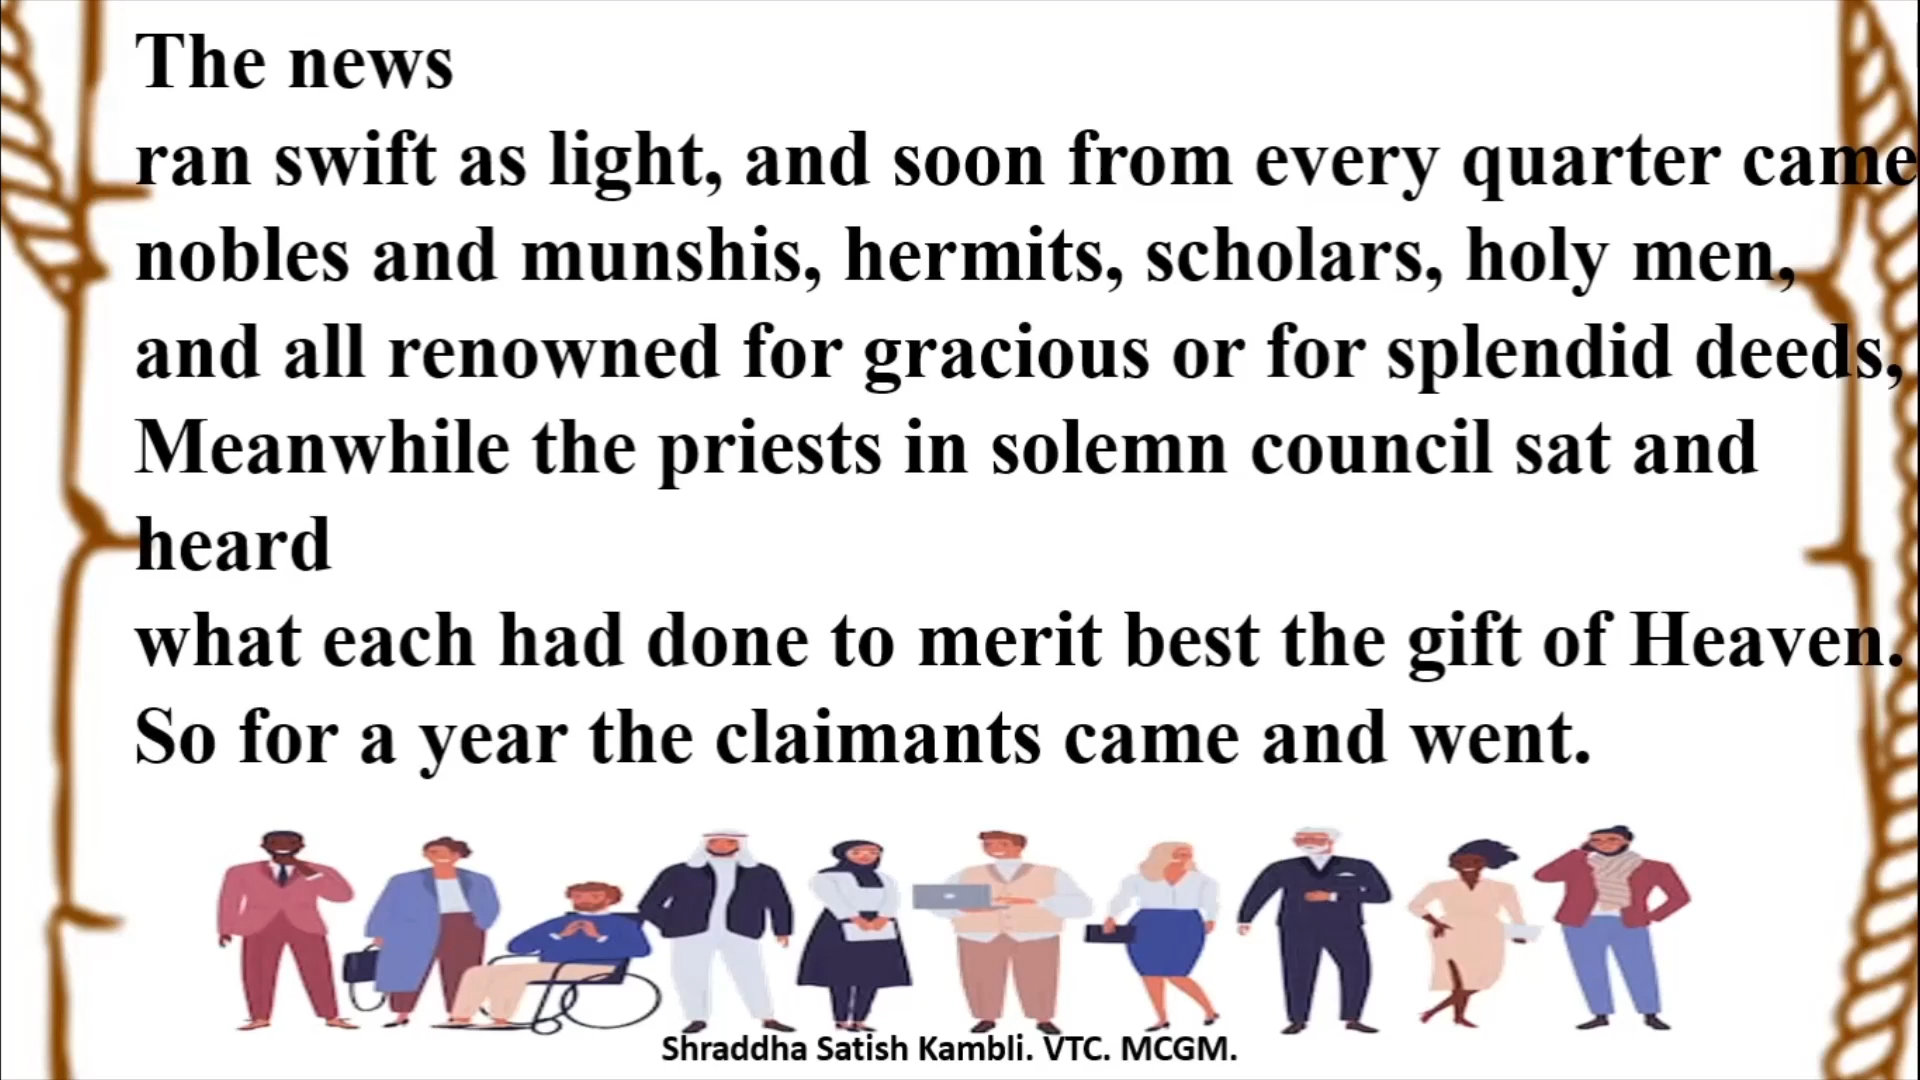 The news
ran swift as light, and soon from every quarter came
nobles and munshis, hermits, scholars, holy men,
and all renowned for gracious or for splendid deeds,
Meanwhile the priests in solemn council sat and
heard
what each had done to merit best the gift of Heaven.
So for a year the claimants came and went.
Shraddha Satish Kambli. VTC. MCGM.